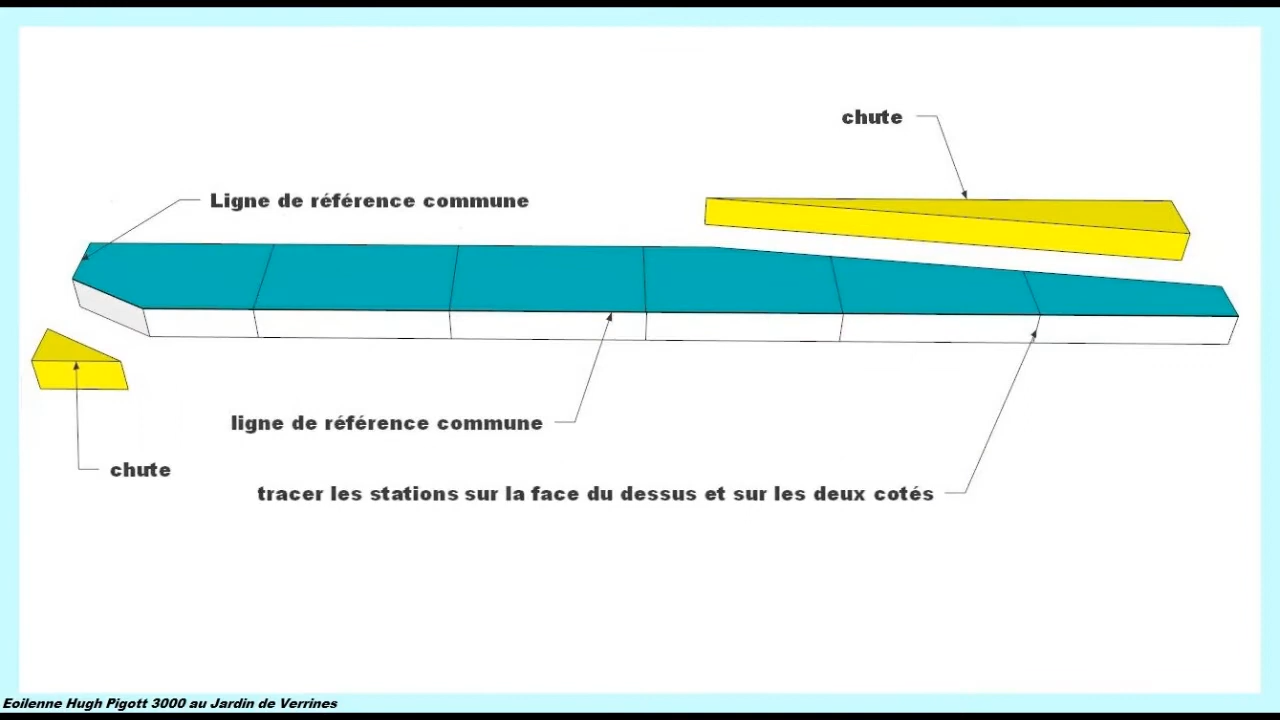 chute
Ligne de référence commune
ligne de référence commune
chute
tracer les stations sur la face du dessus et sur les deux cotés
Eoilenne Hugh Pigott 3000 au Jardin de Verrines